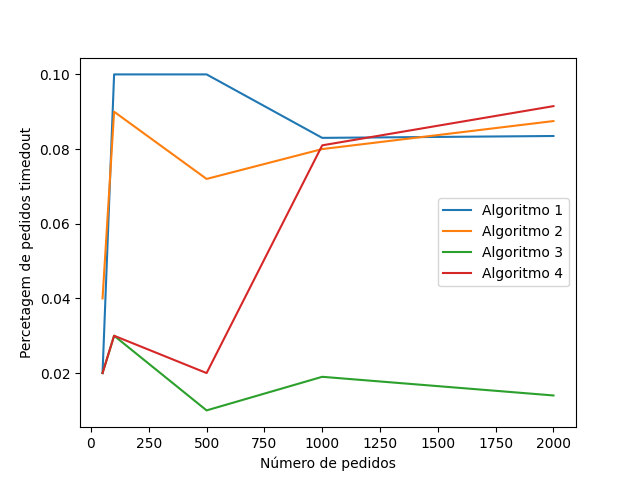 0.10
0.08
0.06
0.04
0.02
Percetagem de pedidos timedout
Algoritmo 1
Algoritmo 2
Algoritmo 3
Algoritmo 4
0 250 500 750 1000 1250 1500 1750 2000
Número de pedidos